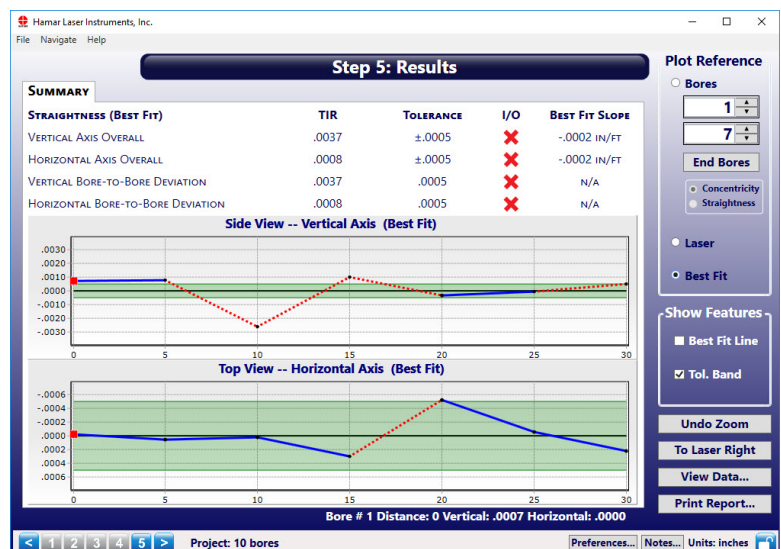 Hamar Laser Instruments, Inc.
File Navigate Help
Step 5: Results
Summary
Straightness (Best Fit) TIR Tolerance I/O Best Fit Slope
Vertical Axis Overall .0037 ±.0005 -.0002 in/ft
Horizontal Axis Overall .0008 ±.0005 -.0002 in/ft
Vertical Bore-to-Bore Deviation .0037 .0005 n/a
Horizontal Bore-to-Bore Deviation .0008 .0005 n/a
Side View -- Vertical Axis (Best Fit)
.0030
.0020
.0010
.0000
-.0010
-.0020
-.0030
0 5 10 15 20 25 30
Top View -- Horizontal Axis (Best Fit)
-.0006
-.0004
-.0002
.0000
.0002
.0004
.0006
0 5 10 15 20 25 30
Bore # 1 Distance: 0 Vertical: .0007 Horizontal: .0000
Plot Reference
Bores
1
7
End Bores
Concentricity
Straightness
Laser
Best Fit
Show Features
Best Fit Line
Tol. Band
Undo Zoom
To Laser Right
View Data...
Print Report...
< 1 2 3 4 5 > Project: 10 bores Preferences... Notes... Units: inches